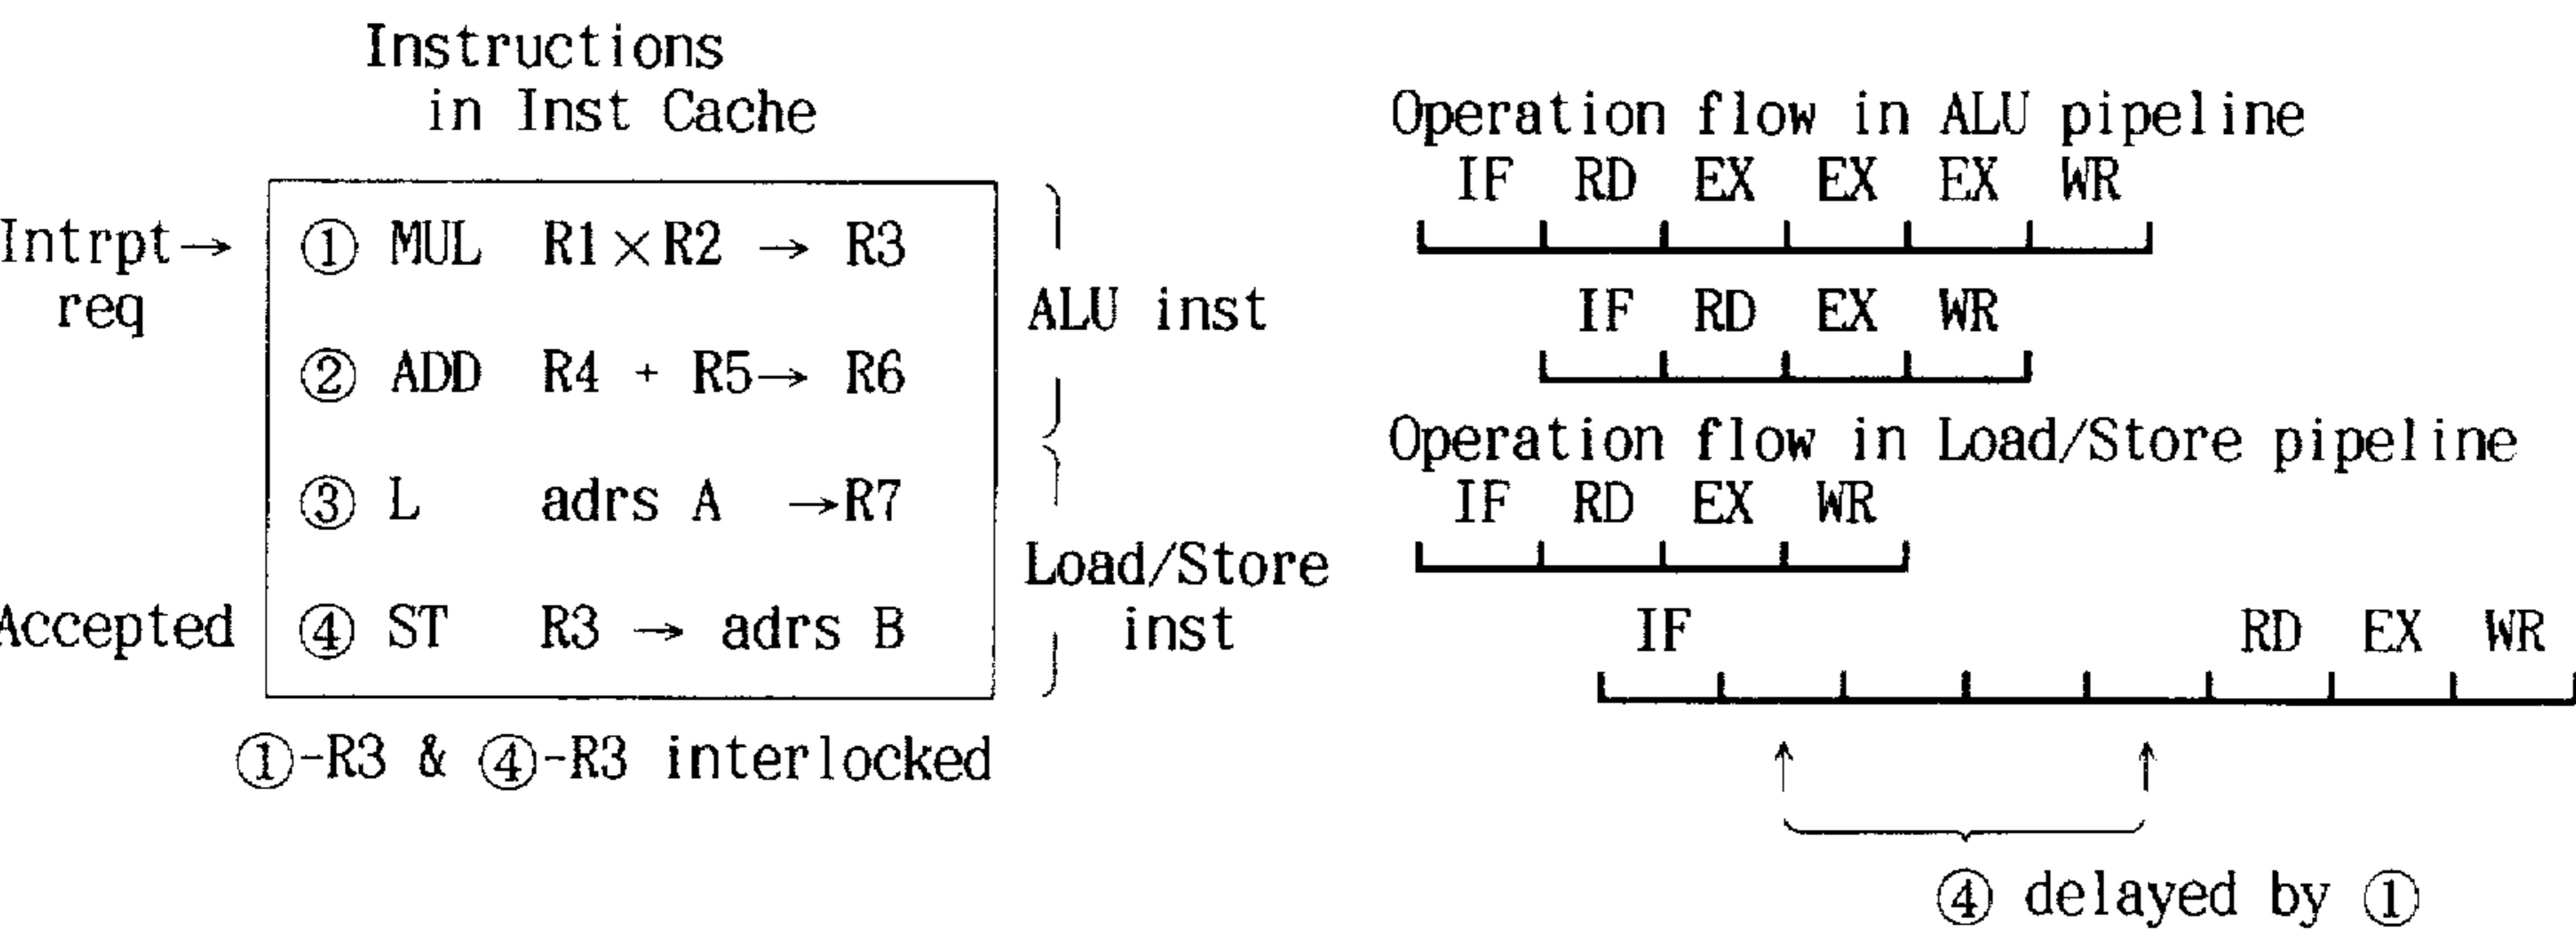 Instructions
in Inst Cache
Intrpt→
req
① MUL R1×R2 → R3
② ADD R4 + R5→ R6
③ L adrs A →R7
Accepted
④ ST R3 → adrs B
①-R3 & ④-R3 interlocked
ALU inst
Load/Store
inst
Operation flow in ALU pipeline
IF RD EX EX EX WR
IF RD EX WR
Operation flow in Load/Store pipeline
IF RD EX WR
IF RD EX WR
④ delayed by ①